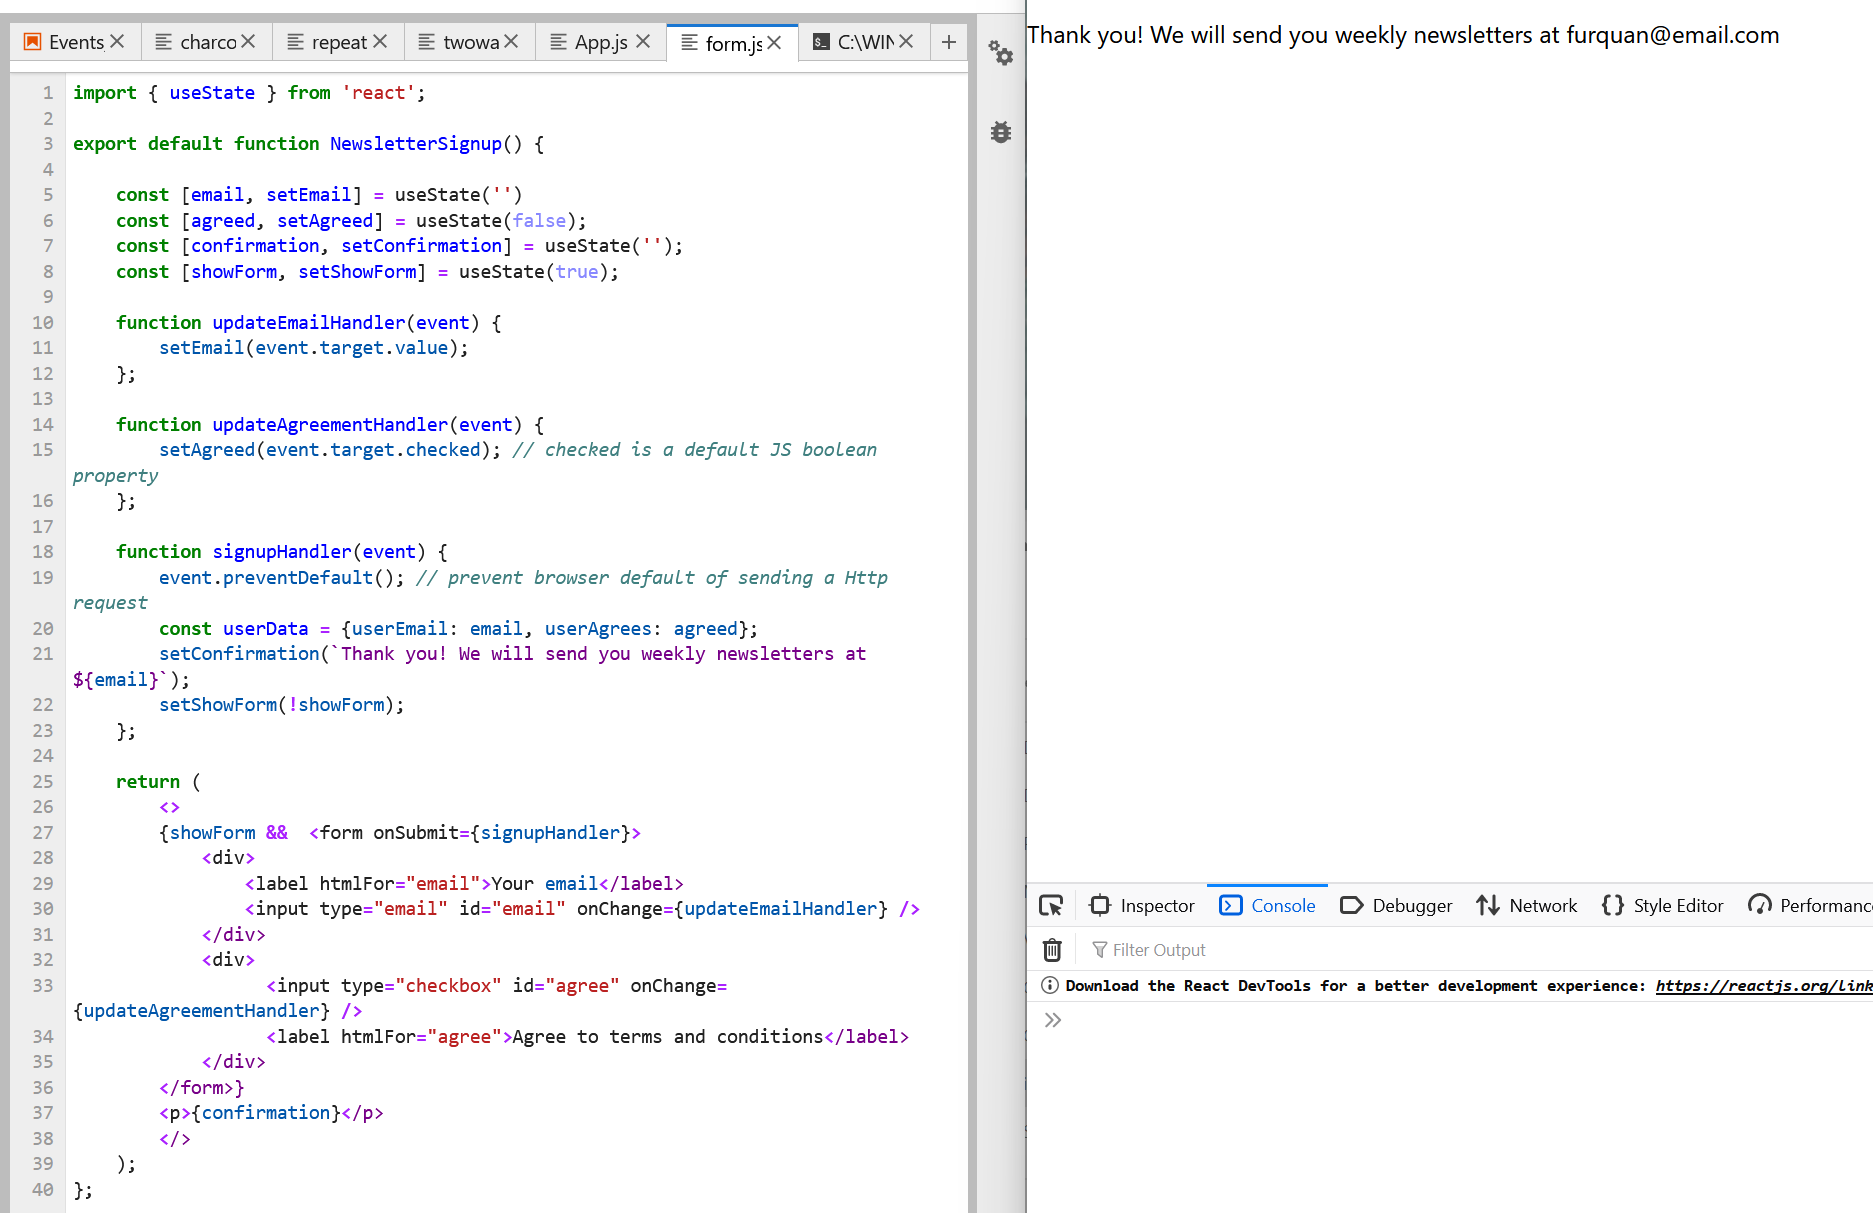 Events
charco
repeat
twowa
App.js
form.js
C:\WIN
1 import { useState } from 'react';
2
3 export default function NewsletterSignup() {
4
5     const [email, setEmail] = useState('')
6     const [agreed, setAgreed] = useState(false);
7     const [confirmation, setConfirmation] = useState('');
8     const [showForm, setShowForm] = useState(true);
9
10     function updateEmailHandler(event) {
11         setEmail(event.target.value);
12     };
13
14     function updateAgreementHandler(event) {
15         setAgreed(event.target.checked); // checked is a default JS boolean
property
16     };
17
18     function signupHandler(event) {
19         event.preventDefault(); // prevent browser default of sending a Http
request
20         const userData = {userEmail: email, userAgrees: agreed};
21         setConfirmation(`Thank you! We will send you weekly newsletters at
${email}`);
22         setShowForm(!showForm);
23     };
24
25     return (
26         <>
27         {showForm &&  <form onSubmit={signupHandler}>
28             <div>
29                 <label htmlFor="email">Your email</label>
30                 <input type="email" id="email" onChange={updateEmailHandler} />
31             </div>
32             <div>
33                   <input type="checkbox" id="agree" onChange=
{updateAgreementHandler} />
34                   <label htmlFor="agree">Agree to terms and conditions</label>
35             </div>
36         </form>}
37         <p>{confirmation}</p>
38         </>
39     );
40 };
Thank you! We will send you weekly newsletters at furquan@email.com
Inspector Console Debugger Network Style Editor Performanc
Filter Output
Download the React DevTools for a better development experience: https://reactjs.org/link